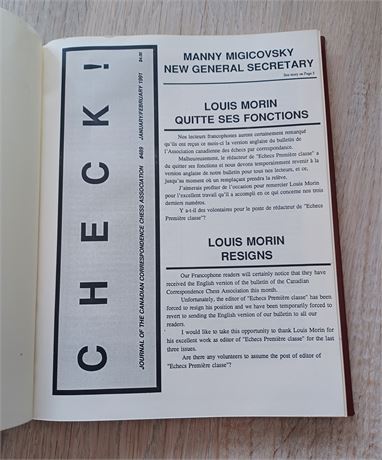 CHECK!
JOURNAL OF THE CANADIAN CORRESPONDENCE CHESS ASSOCIATION #489 JANUARY/FEBRUARY 1991 $4.00
MANNY MIGICOVSKY
NEW GENERAL SECRETARY
See story on Page 3
LOUIS MORIN
QUITTE SES FONCTIONS
Nos lecteurs francophones auront certainement remarqué
qu'ils ont reçus ce mois-ci la version anglaise du bulletin de
l'Association canadienne des échecs par correspondance.
Malheureusement, le rédacteur de "Echecs Première classe" a
du quitter ses fonctions et nous devons temporairement revenir à la
version anglaise de notre bulletin pour tous nos lecteurs, et ce,
jusqu'au moment où un remplaçant prendra la relève.
J'aimerais profiter de l'occasion pour remercier Louis Morin
pour l'excellent travail qu'il a accompli en ce qui concerne nos trois
derniers numéros.
Y a-t-il des volontaires pour le poste de rédacteur de "Echecs
Première classe"?
LOUIS MORIN
RESIGNS
Our Francophone readers will certainly notice that they have
received the English version of the bulletin of the Canadian
Correspondence Chess Association this month.
Unfortunately, the editor of "Echecs Première classe" has been
forced to resign his position and we have been temporarily forced to
revert to sending the English version of our bulletin to all our
readers.
I would like to take this opportunity to thank Louis Morin for
his excellent work as editor of "Echecs Première classe" for the last
three issues.
Are there any volunteers to assume the post of editor of
"Echecs Première classe"?